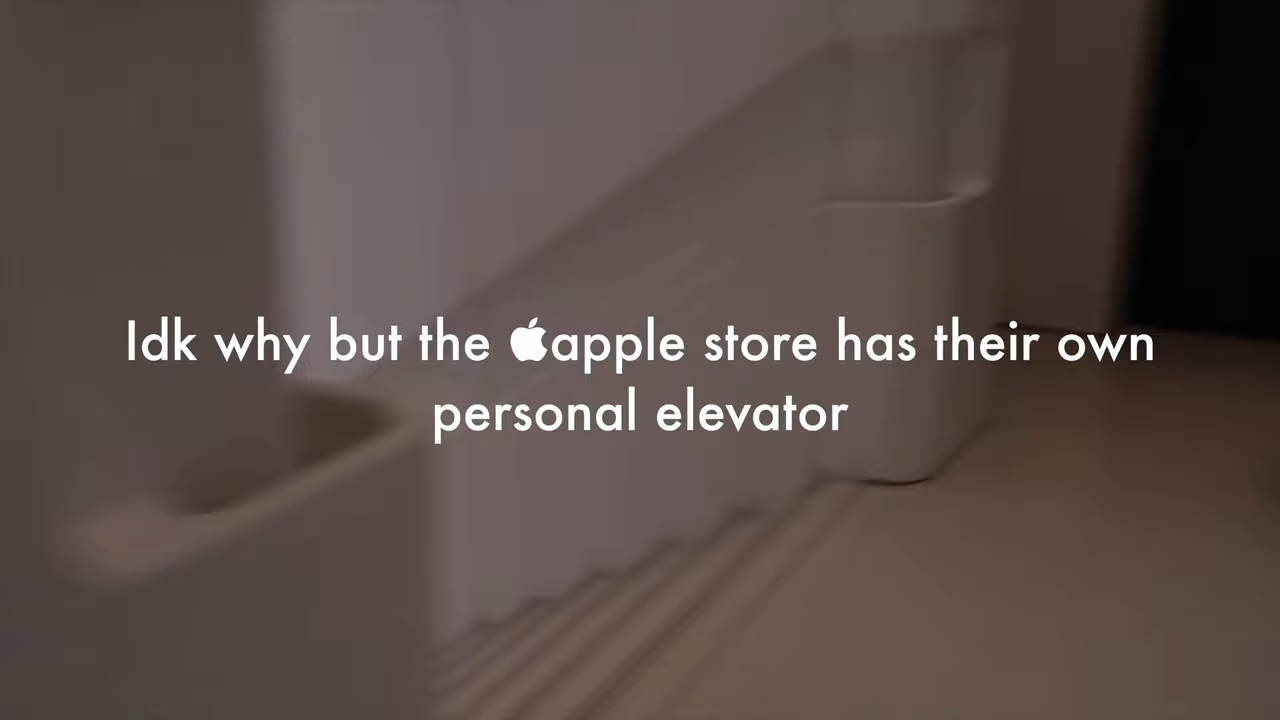 Idk why but the apple store has their own
personal elevator